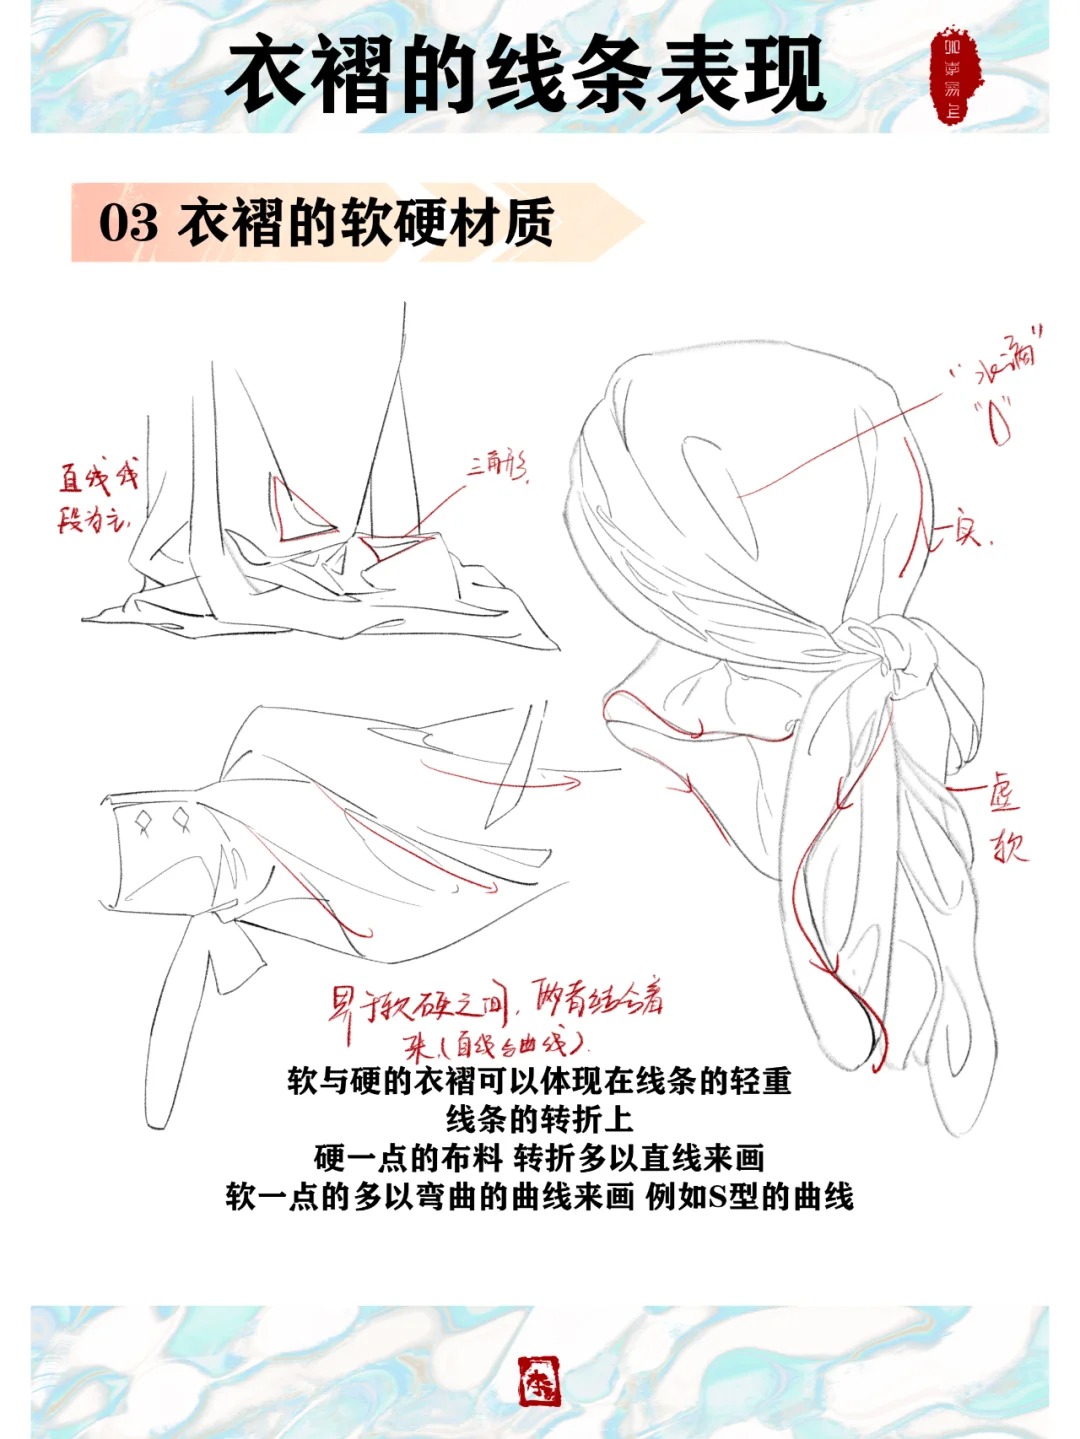 衣褶的线条表现
03 衣褶的软硬材质
"水滴"
直线线
段为主.
三角形.
实.
虚
软
界于软硬之间,两者结合着
来(直线与曲线).
软与硬的衣褶可以体现在线条的轻重
线条的转折上
硬一点的布料 转折多以直线来画
软一点的多以弯曲的曲线来画 例如S型的曲线